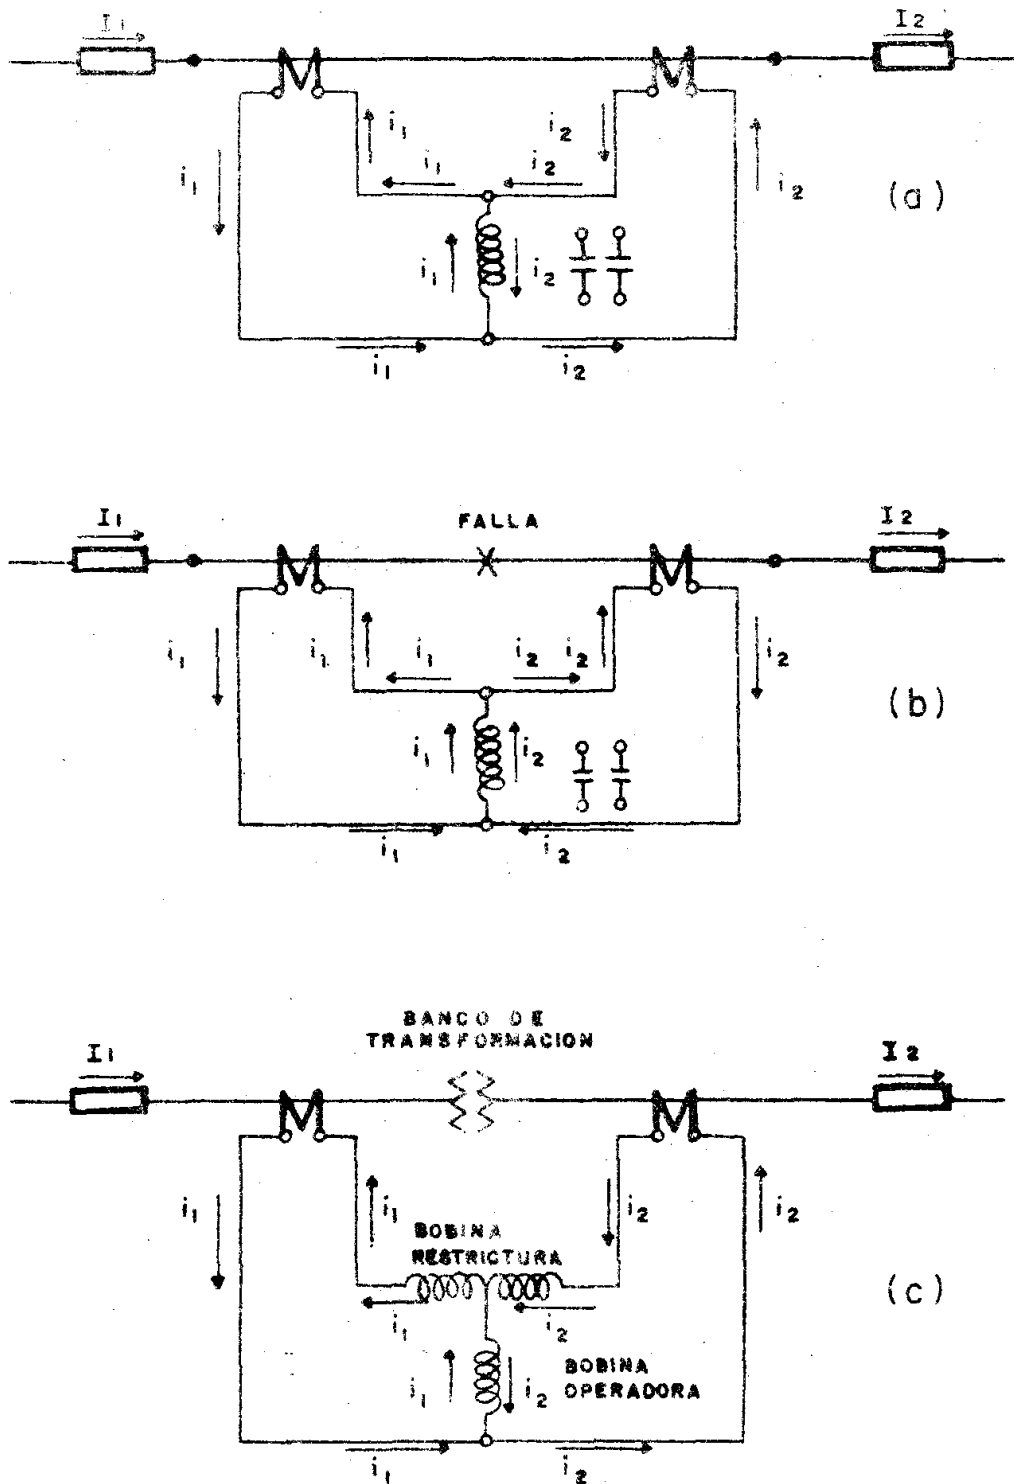 I1 I2
i1 i2
i1 i2
i1 i2
i1 i2
(a)
i1 i2
FALLA
I1 I2
i1 i1 i1 i2 i2 i2
(b)
i1 i2
i1 i2
BANCO DE
TRANSFORMACION
I1 I2
i1 i1 i2 i2
BOBINA
RESTRICTURA
(c)
i1 i2
i1 i2
BOBINA
OPERADORA
i1 i2